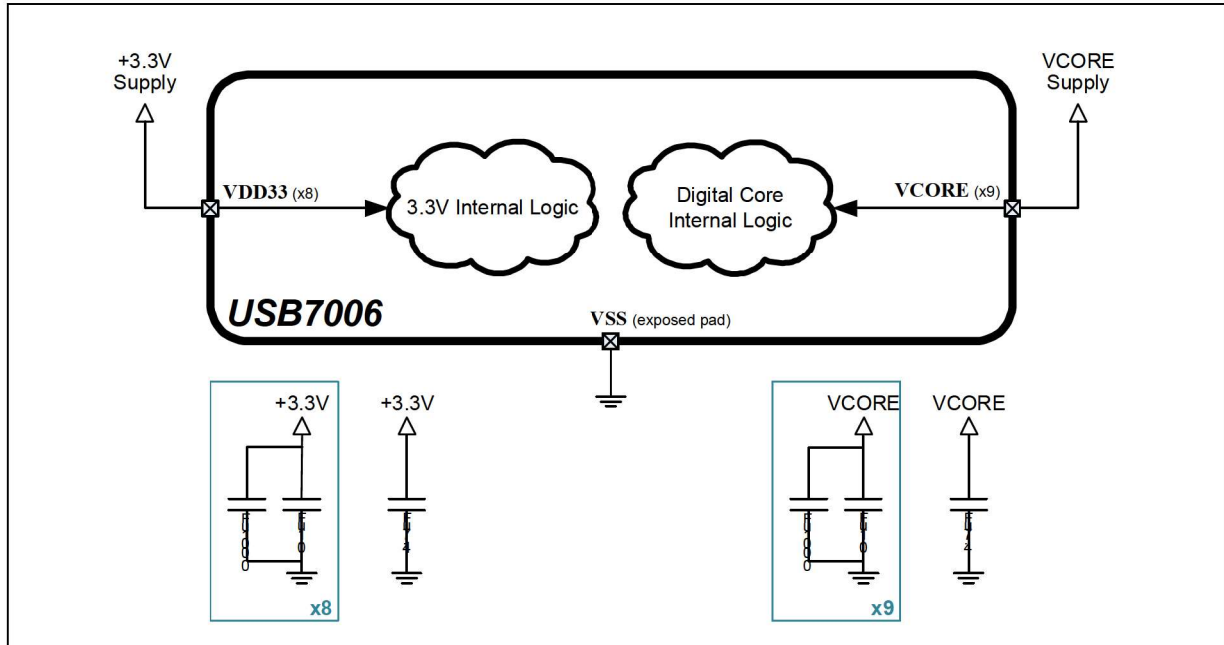 +3.3V
Supply
VCORE
Supply
VDD33 (x8)
3.3V Internal Logic
Digital Core
Internal Logic
VCORE (x9)
USB7006
VSS (exposed pad)
+3.3V
+3.3V
VCORE
VCORE
x8
x9